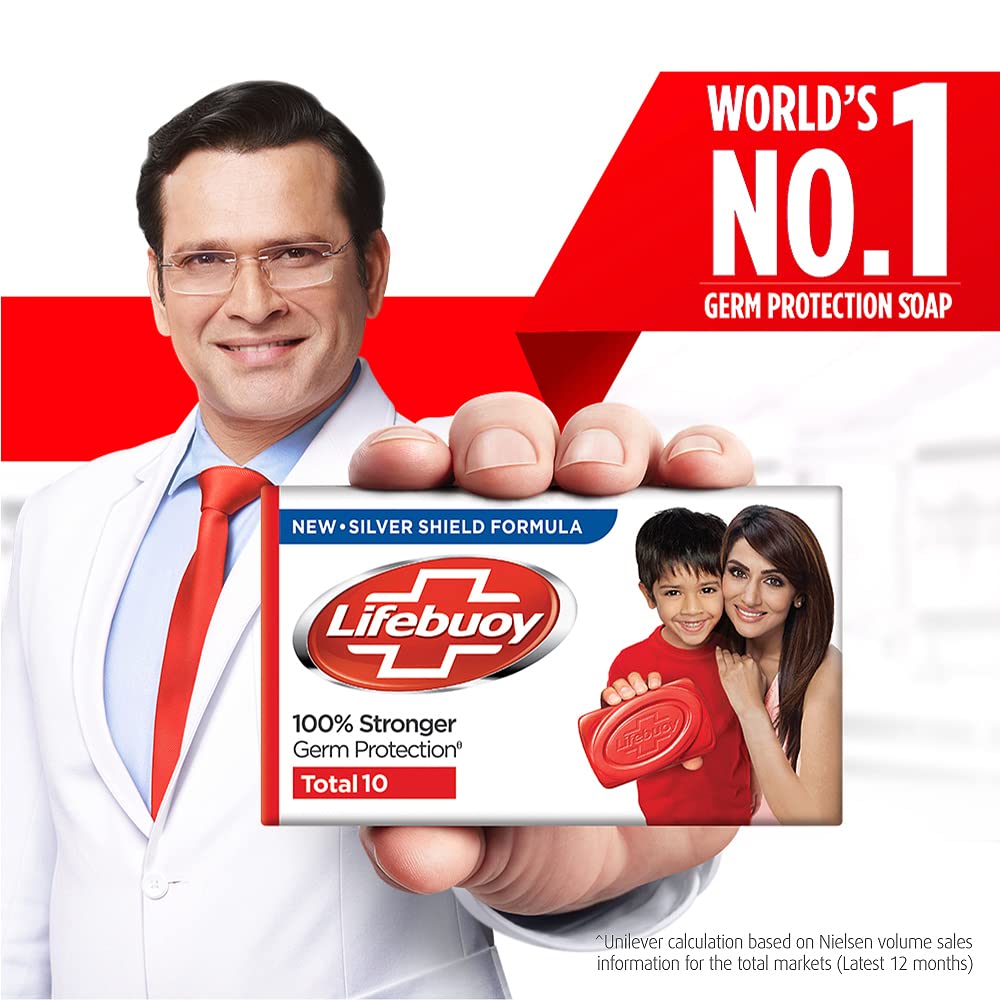 WORLD'S
NO.1
GERM PROTECTION SOAP
NEW • SILVER SHIELD FORMULA
Lifebuoy
100% Stronger
Germ Protection⁰
Total 10
Lifebuoy
^Unilever calculation based on Nielsen volume sales
information for the total markets (Latest 12 months)